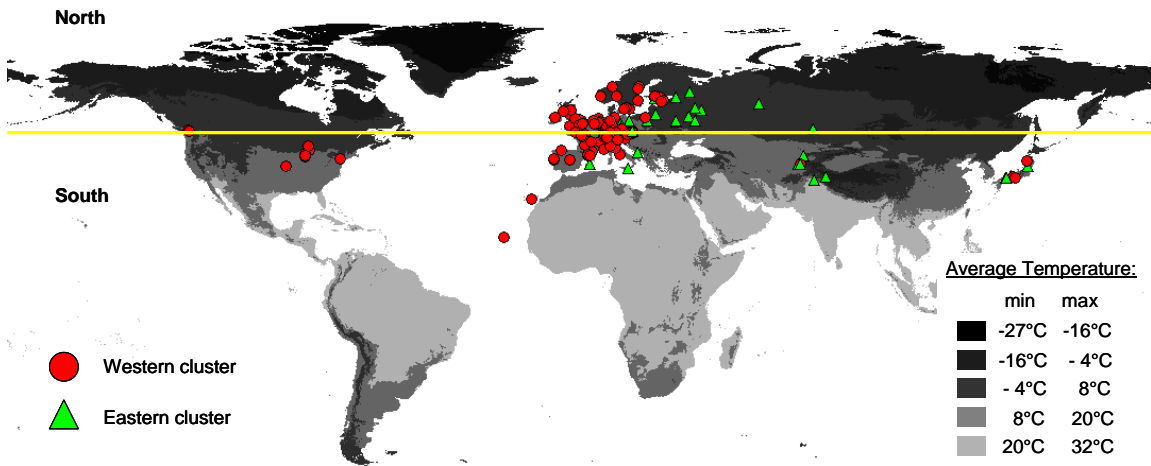 North
South
Average Temperature:
min max
-27°C -16°C
-16°C - 4°C
- 4°C 8°C
8°C 20°C
20°C 32°C
Western cluster
Eastern cluster